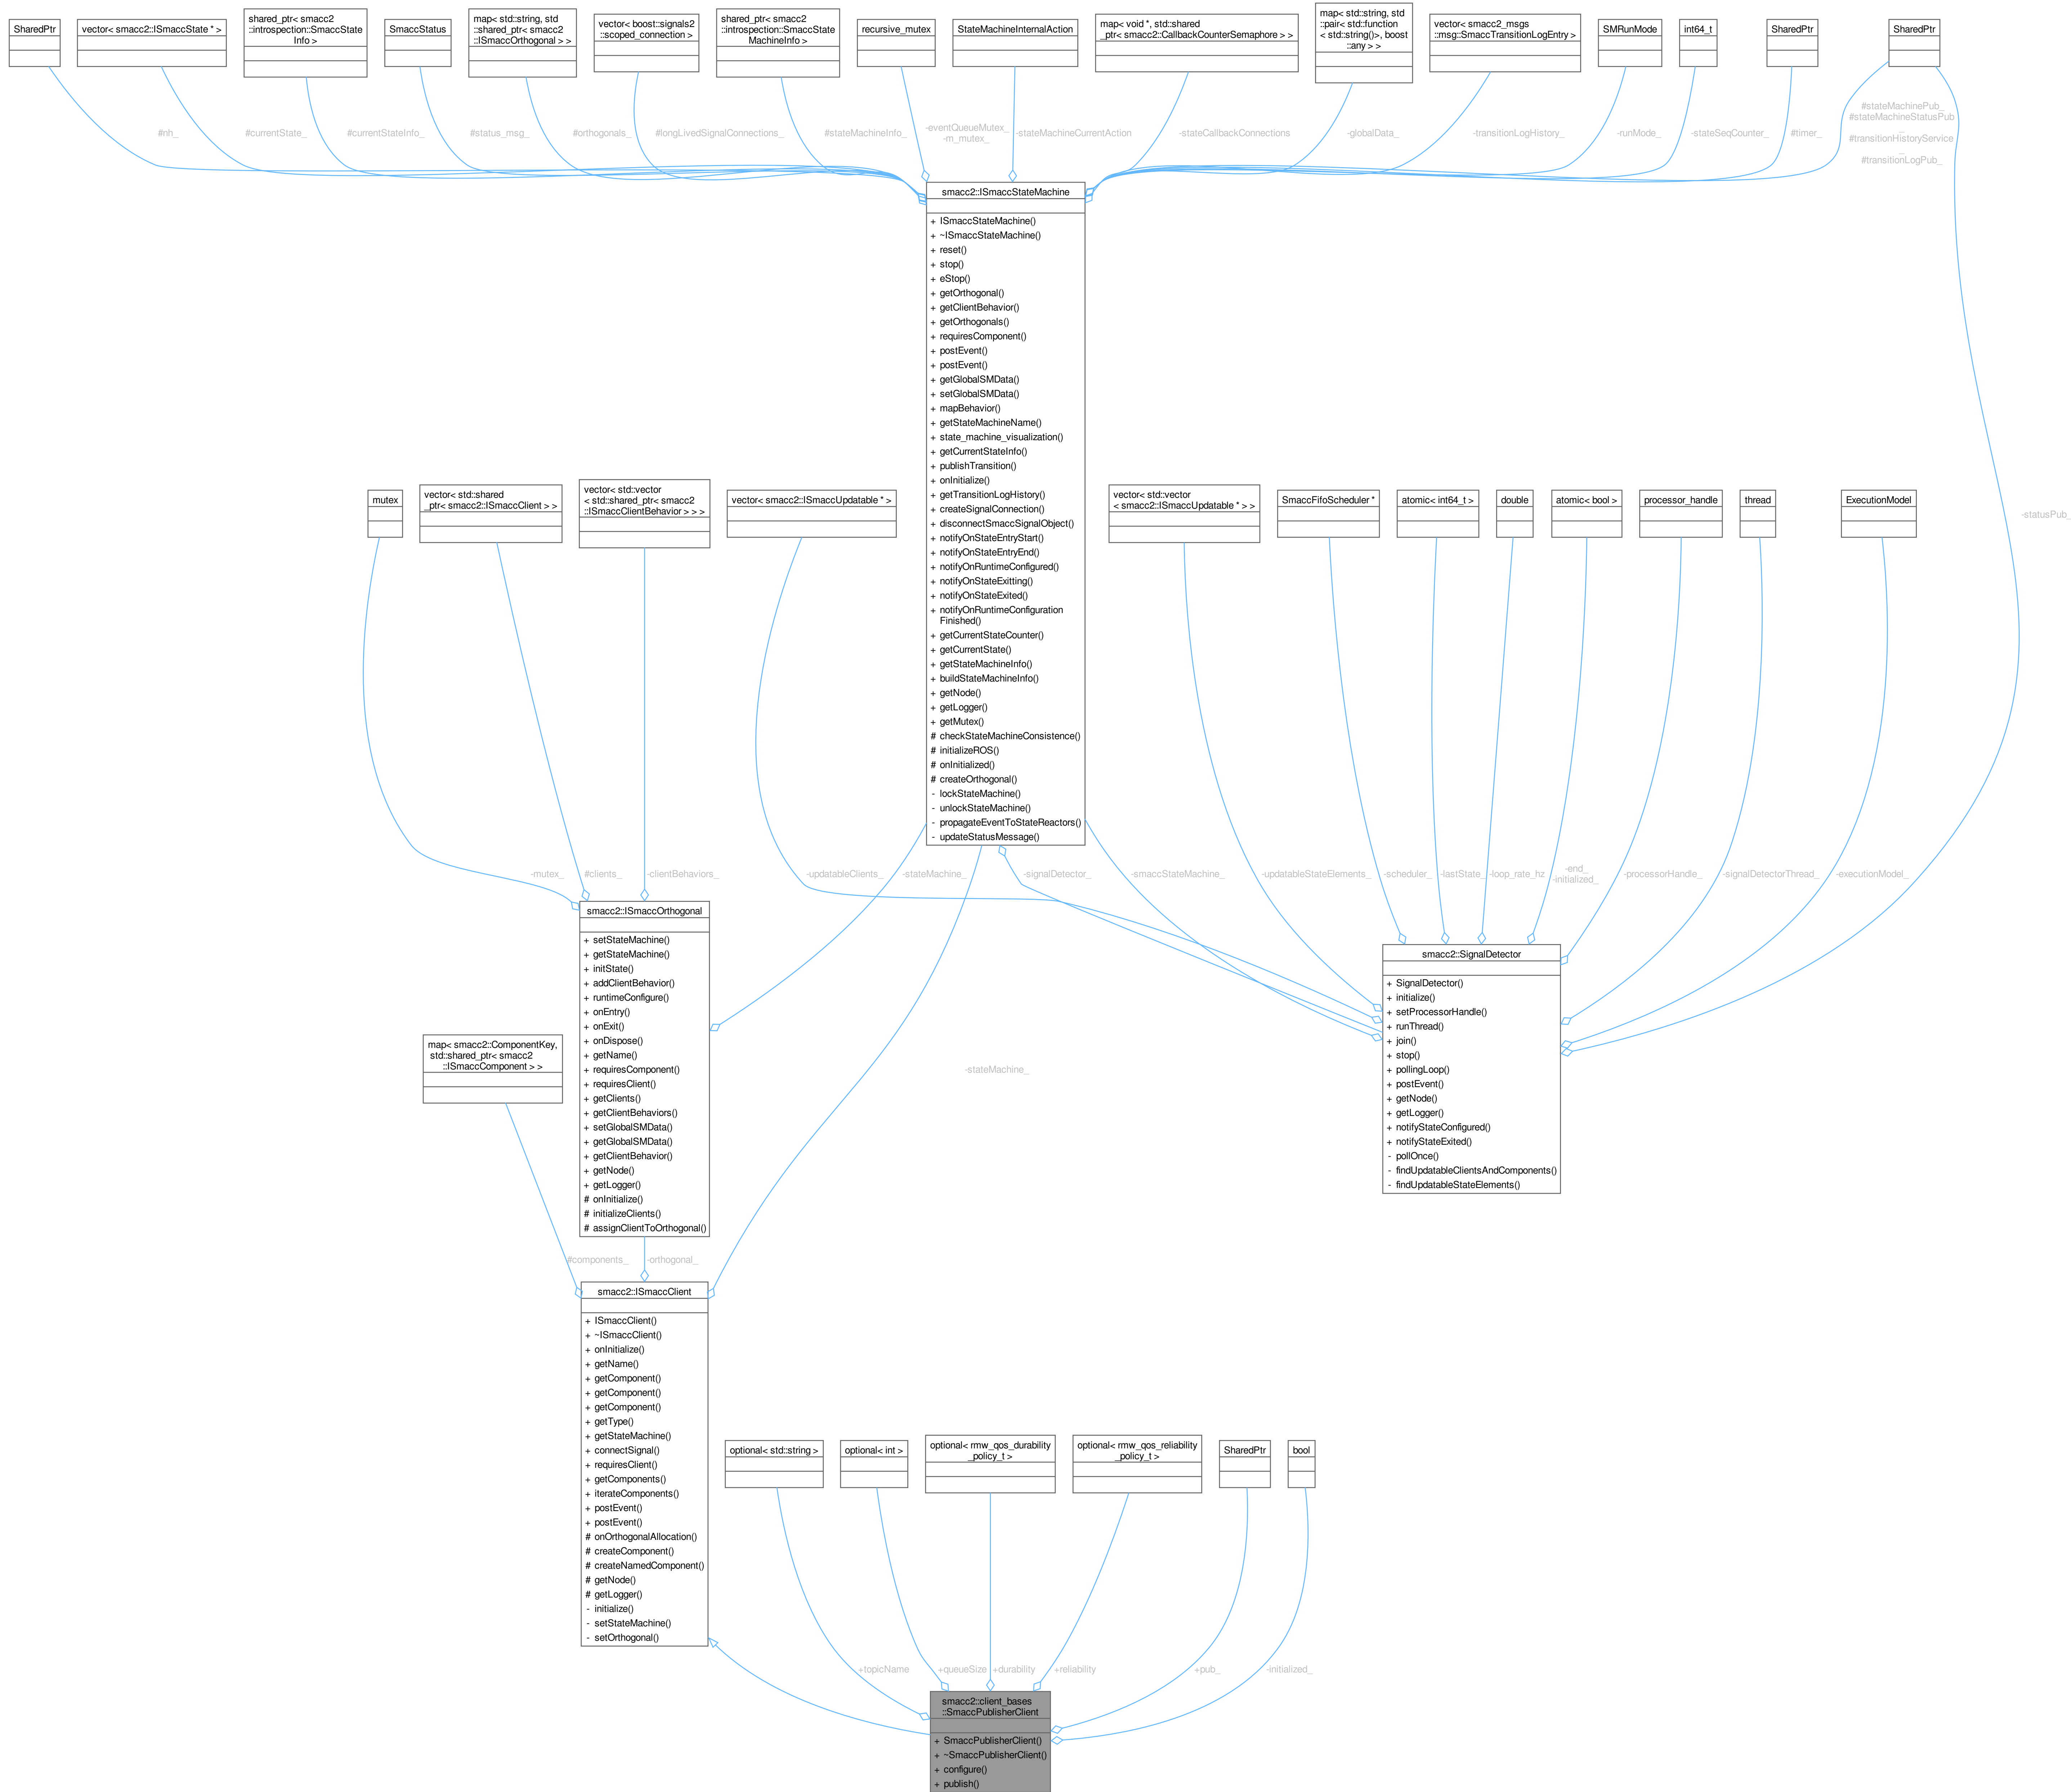 SharedPtr
vector< smacc2::ISmaccState * >
shared_ptr< smacc2
::introspection::SmaccState
Info >
SmaccStatus
map< std::string, std
::shared_ptr< smacc2
::ISmaccOrthogonal > >
vector< boost::signals2
::scoped_connection >
shared_ptr< smacc2
::introspection::SmaccState
MachineInfo >
recursive_mutex
StateMachineInternalAction
map< void *, std::shared
_ptr< smacc2::CallbackCounterSemaphore > >
map< std::string, std
::pair< std::function
< std::string()>, boost
::any > >
vector< smacc2_msgs
::msg::SmaccTransitionLogEntry >
SMRunMode
int64_t
SharedPtr
SharedPtr
#nh_
#currentState_
#currentStateInfo_
#status_msg_
#orthogonals_
#longLivedSignalConnections_
#stateMachineInfo_
-eventQueueMutex_
-m_mutex_
-stateMachineCurrentAction
-stateCallbackConnections
-globalData_
-transitionLogHistory_
-runMode_
-stateSeqCounter_
#timer_
#stateMachinePub_
#stateMachineStatusPub
_
#transitionHistoryService
_
#transitionLogPub_
smacc2::ISmaccStateMachine
+ ISmaccStateMachine()
+ ~ISmaccStateMachine()
+ reset()
+ stop()
+ eStop()
+ getOrthogonal()
+ getClientBehavior()
+ getOrthogonals()
+ requiresComponent()
+ postEvent()
+ postEvent()
+ getGlobalSMData()
+ setGlobalSMData()
+ mapBehavior()
+ getStateMachineName()
+ state_machine_visualization()
+ getCurrentStateInfo()
+ publishTransition()
+ onInitialize()
+ getTransitionLogHistory()
+ createSignalConnection()
+ disconnectSmaccSignalObject()
+ notifyOnStateEntryStart()
+ notifyOnStateEntryEnd()
+ notifyOnRuntimeConfigured()
+ notifyOnStateExitting()
+ notifyOnStateExited()
+ notifyOnRuntimeConfiguration
Finished()
+ getCurrentStateCounter()
+ getCurrentState()
+ getStateMachineInfo()
+ buildStateMachineInfo()
+ getNode()
+ getLogger()
+ getMutex()
# checkStateMachineConsistence()
# initializeROS()
# onInitialized()
# createOrthogonal()
- lockStateMachine()
- unlockStateMachine()
- propagateEventToStateReactors()
- updateStatusMessage()
mutex
vector< std::shared
_ptr< smacc2::ISmaccClient > >
vector< std::vector
< std::shared_ptr< smacc2
::ISmaccClientBehavior > > >
vector< smacc2::ISmaccUpdatable * >
vector< std::vector
< smacc2::ISmaccUpdatable * > >
SmaccFifoScheduler *
atomic< int64_t >
double
atomic< bool >
processor_handle
thread
ExecutionModel
-statusPub_
-mutex_
#clients_
-clientBehaviors_
-updatableClients_
-stateMachine_
-signalDetector_
-smaccStateMachine_
-updatableStateElements_
-scheduler_
-lastState_
-loop_rate_hz
-end_
-initialized_
-processorHandle_
-signalDetectorThread_
-executionModel_
smacc2::ISmaccOrthogonal
+ setStateMachine()
+ getStateMachine()
+ initState()
+ addClientBehavior()
+ runtimeConfigure()
+ onEntry()
+ onExit()
+ onDispose()
+ getName()
+ requiresComponent()
+ requiresClient()
+ getClients()
+ getClientBehaviors()
+ setGlobalSMData()
+ getGlobalSMData()
+ getClientBehavior()
+ getNode()
+ getLogger()
# onInitialize()
# initializeClients()
# assignClientToOrthogonal()
smacc2::SignalDetector
+ SignalDetector()
+ initialize()
+ setProcessorHandle()
+ runThread()
+ join()
+ stop()
+ pollingLoop()
+ postEvent()
+ getNode()
+ getLogger()
+ notifyStateConfigured()
+ notifyStateExited()
- pollOnce()
- findUpdatableClientsAndComponents()
- findUpdatableStateElements()
map< smacc2::ComponentKey,
std::shared_ptr< smacc2
::ISmaccComponent > >
-stateMachine_
#components_
-orthogonal_
smacc2::ISmaccClient
+ ISmaccClient()
+ ~ISmaccClient()
+ onInitialize()
+ getName()
+ getComponent()
+ getComponent()
+ getComponent()
+ getType()
+ getStateMachine()
+ connectSignal()
+ requiresClient()
+ getComponents()
+ iterateComponents()
+ postEvent()
+ postEvent()
# onOrthogonalAllocation()
# createComponent()
# createNamedComponent()
# getNode()
# getLogger()
- initialize()
- setStateMachine()
- setOrthogonal()
optional< std::string >
optional< int >
optional< rmw_qos_durability
_policy_t >
optional< rmw_qos_reliability
_policy_t >
SharedPtr
bool
+topicName
+queueSize
+durability
+reliability
+pub_
-initialized_
smacc2::client_bases
::SmaccPublisherClient
+ SmaccPublisherClient()
+ ~SmaccPublisherClient()
+ configure()
+ publish()